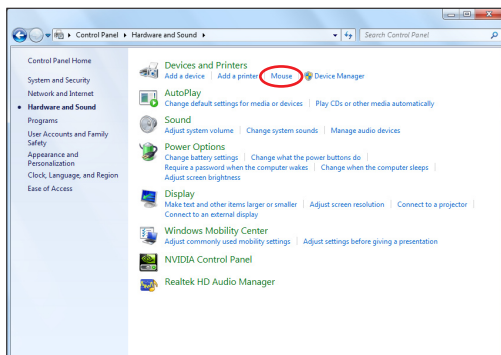 Control Panel ▸ Hardware and Sound ▸
Search Control Panel
Control Panel Home
System and Security
Network and Internet
Hardware and Sound
Programs
User Accounts and Family
Safety
Appearance and
Personalization
Clock, Language, and Region
Ease of Access
Devices and Printers
Add a device | Add a printer | Mouse | Device Manager
AutoPlay
Change default settings for media or devices | Play CDs or other media automatically
Sound
Adjust system volume | Change system sounds | Manage audio devices
Power Options
Change battery settings | Change what the power buttons do |
Require a password when the computer wakes | Change when the computer sleeps |
Adjust screen brightness
Display
Make text and other items larger or smaller | Adjust screen resolution | Connect to a projector |
Connect to an external display
Windows Mobility Center
Adjust commonly used mobility settings | Adjust settings before giving a presentation
NVIDIA Control Panel
Realtek HD Audio Manager